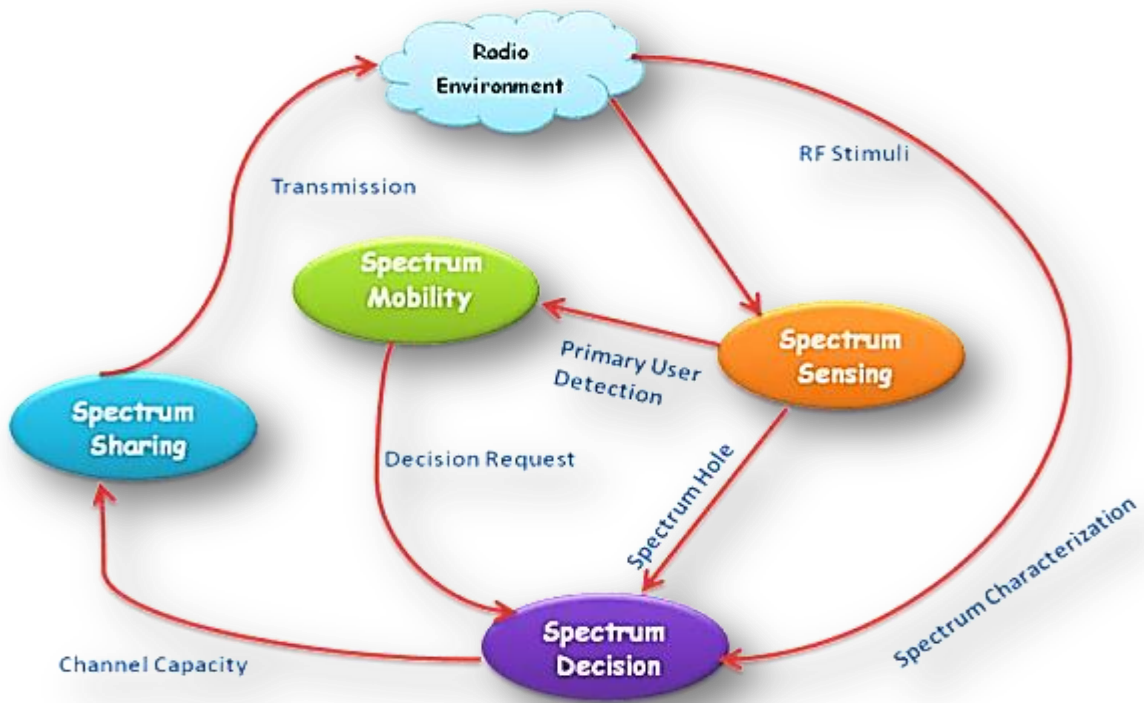 Radio
Environment
RF Stimuli
Transmission
Spectrum
Mobility
Primary User
Detection
Spectrum
Sensing
Spectrum
Sharing
Decision Request
Spectrum Hole
Spectrum Characterization
Spectrum
Decision
Channel Capacity